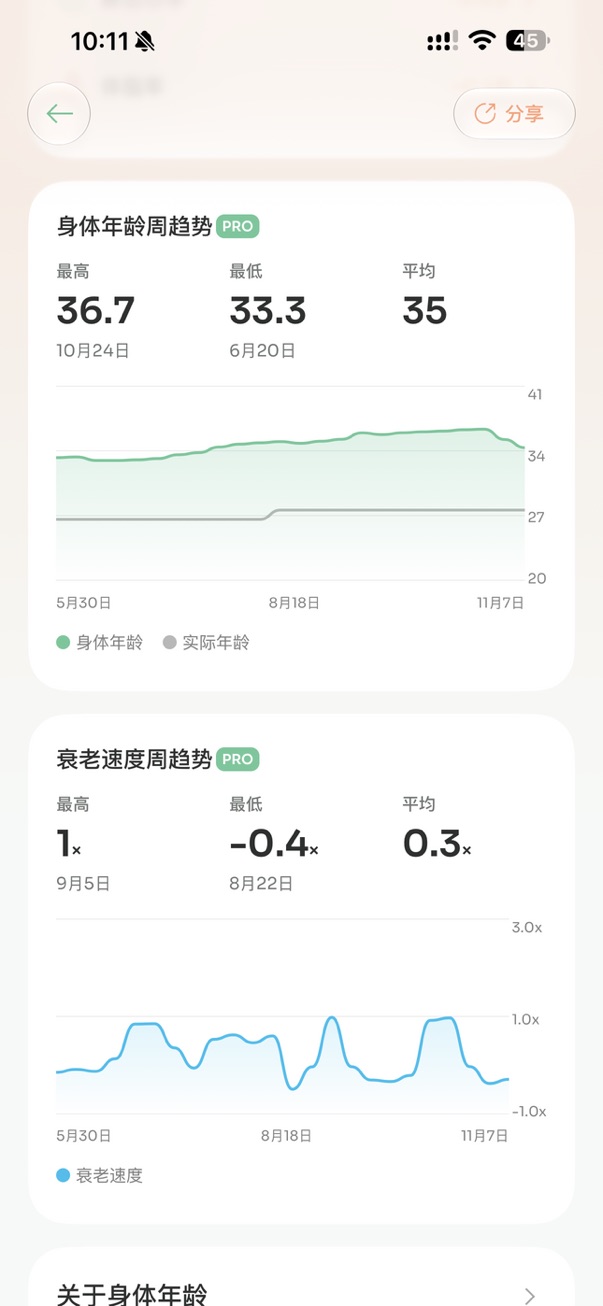 10:11
45
分享
身体年龄周趋势 PRO
最高 最低 平均
36.7 33.3 35
10月24日 6月20日
41
34
27
20
5月30日 8月18日 11月7日
身体年龄 实际年龄
衰老速度周趋势 PRO
最高 最低 平均
1x -0.4x 0.3x
9月5日 8月22日
3.0x
1.0x
-1.0x
5月30日 8月18日 11月7日
衰老速度
关于身体年龄